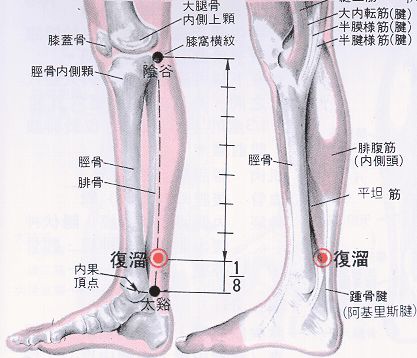 大腿骨
内側上顆
膝蓋骨
膝窩横紋
陰谷
脛骨内側顆
脛骨
腓骨
復溜
内果
頂点
太谿
1/8
大内転筋(腱)
半膜様筋(腱)
半腱様筋(腱)
腓腹筋
(内側頭)
脛骨
平坦 筋
復溜
踵骨腱
(阿基里斯腱)